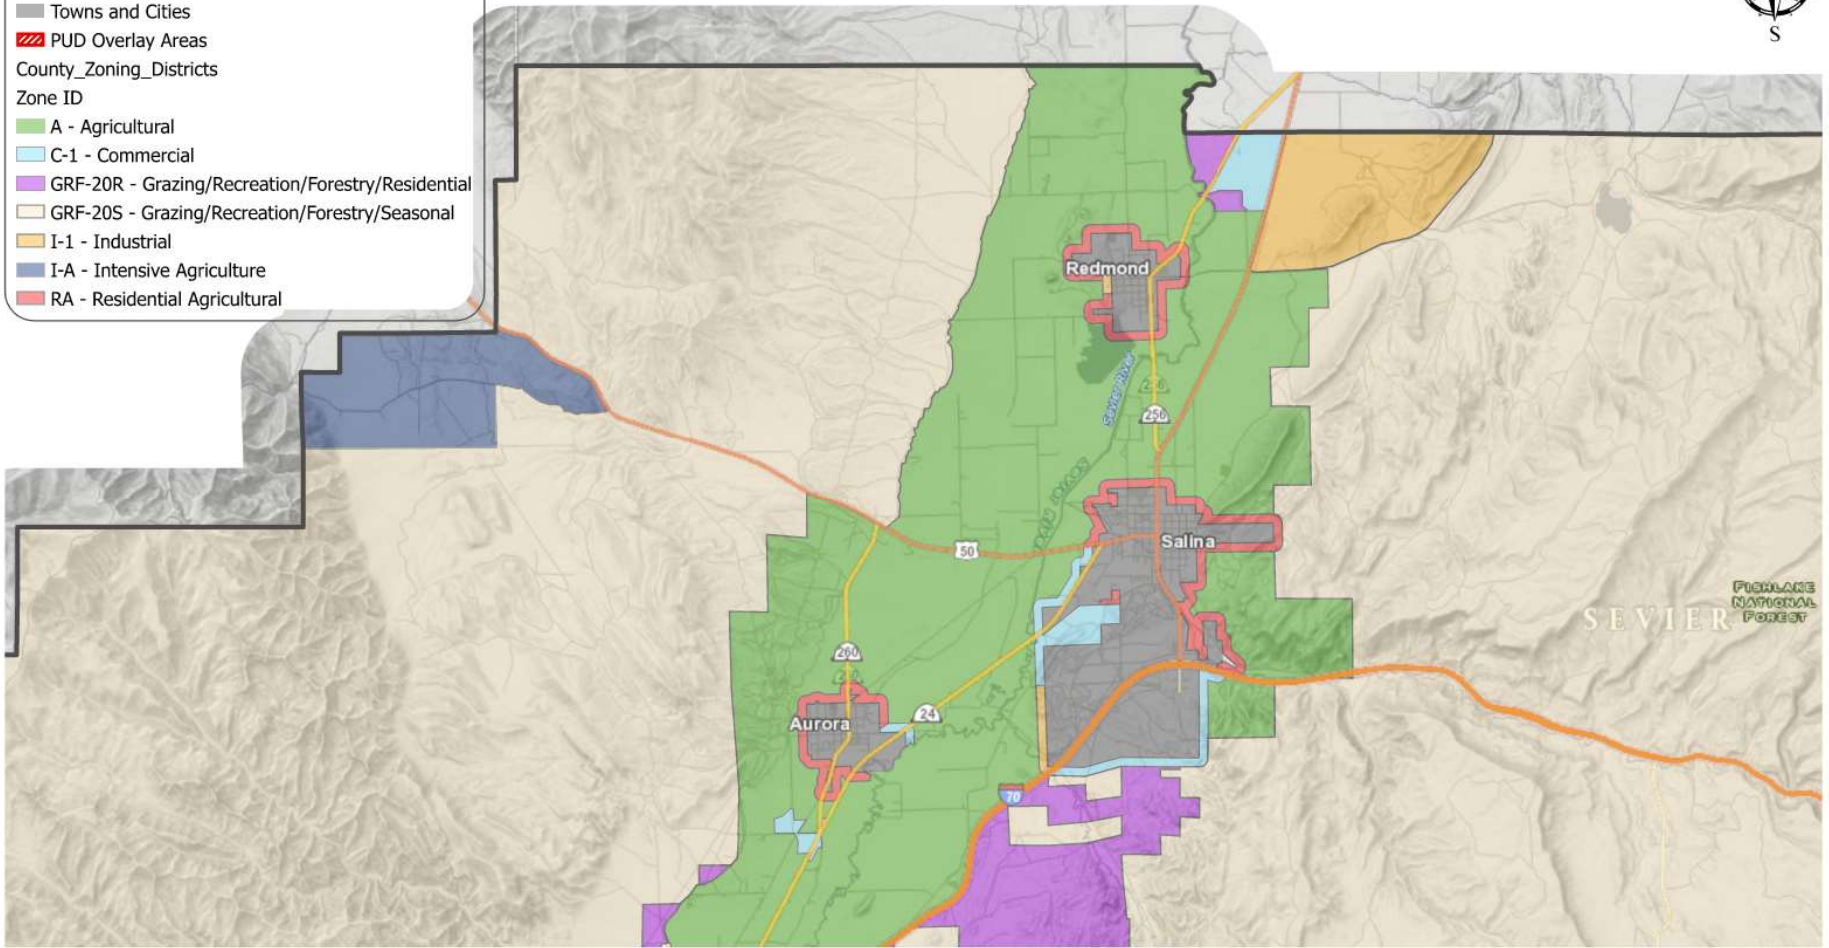 Towns and Cities
PUD Overlay Areas
County_Zoning_Districts
Zone ID
A - Agricultural
C-1 - Commercial
GRF-20R - Grazing/Recreation/Forestry/Residential
GRF-20S - Grazing/Recreation/Forestry/Seasonal
I-1 - Industrial
I-A - Intensive Agriculture
RA - Residential Agricultural
S
Redmond
Sevier River
256
256
50
Salina
FISHLAKE
NATIONAL
FOREST
SEVIER
260
Aurora
24
70